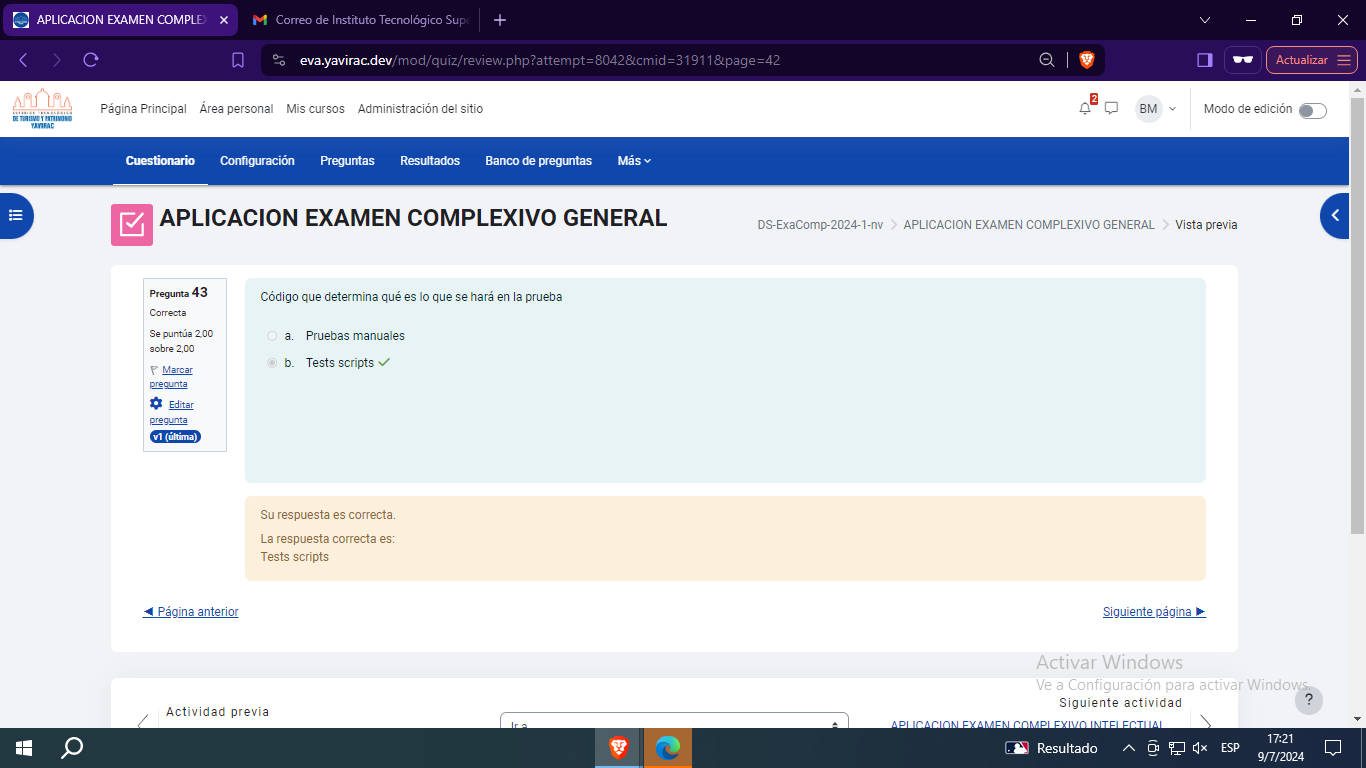 APLICACION EXAMEN COMPLEX
Correo de Instituto Tecnológico Supe
eva.yavirac.dev/mod/quiz/review.php?attempt=8042&cmid=31911&page=42
Actualizar
DE TURISMO Y PATRIMONIO
YAVIRAC
Página Principal
Área personal
Mis cursos
Administración del sitio
2
BM
Modo de edición
Cuestionario
Configuración
Preguntas
Resultados
Banco de preguntas
Más
APLICACION EXAMEN COMPLEXIVO GENERAL
DS-ExaComp-2024-1-nv
APLICACION EXAMEN COMPLEXIVO GENERAL
Vista previa
Pregunta 43
Correcta
Se puntúa 2,00
sobre 2,00
Marcar
pregunta
Editar
pregunta
v1 (última)
Código que determina qué es lo que se hará en la prueba
a. Pruebas manuales
b. Tests scripts
Su respuesta es correcta.
La respuesta correcta es:
Tests scripts
◄ Página anterior
Siguiente página ►
Activar Windows
Ve a Configuración para activar Windows.
?
Actividad previa
Siguiente actividad
Ir a...
APLICACION EXAMEN COMPLEXIVO INTELECTUAL
Resultado
ESP
17:21
9/7/2024